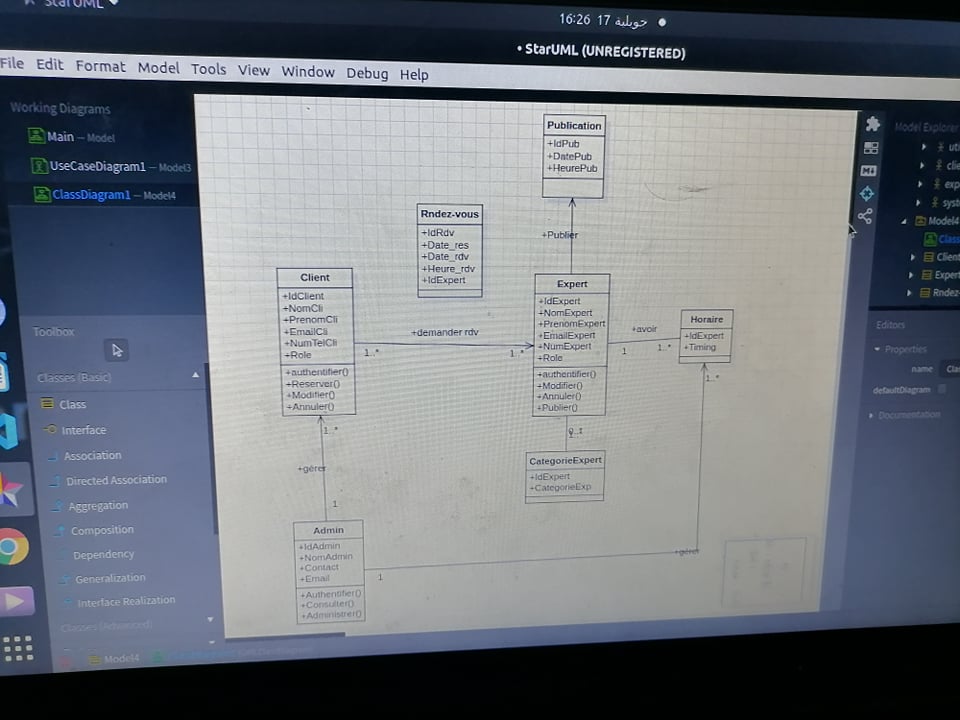 StarUML
16:26 17 جويلية
• StarUML (UNREGISTERED)
File Edit Format Model Tools View Window Debug Help
Working Diagrams
Main — Model
UseCaseDiagram1 — Model3
ClassDiagram1 — Model4
Toolbox
Classes (Basic)
Class
Interface
Association
Directed Association
Aggregation
Composition
Dependency
Generalization
Interface Realization
Classes (Advanced)
Model4
Publication
+IdPub
+DatePub
+HeurePub
+Publier
Rndez-vous
+IdRdv
+Date_res
+Date_rdv
+Heure_rdv
+IdExpert
Client
+IdClient
+NomCli
+PrenomCli
+EmailCli
+NumTelCli
+Role
+authentifier()
+Reserver()
+Modifier()
+Annuler()
+demander rdv
1..*
1..*
Expert
+IdExpert
+NomExpert
+PrenomExpert
+EmailExpert
+NumExpert
+Role
+authentifier()
+Modifier()
+Annuler()
+Publier()
+avoir
1
1..*
Horaire
+IdExpert
+Timing
1..*
CategorieExpert
+IdExpert
+CategorieExp
1..*
+gérer
1
Admin
+IdAdmin
+NomAdmin
+Contact
+Email
+Authentifier()
+Consulter()
+Administrer()
1
+gérer
Model Explorer
uti
clie
exp
syst
Model4
Class
Client
Expert
Rndez-
Editors
Properties
name Cla
defaultDiagram
Documentation